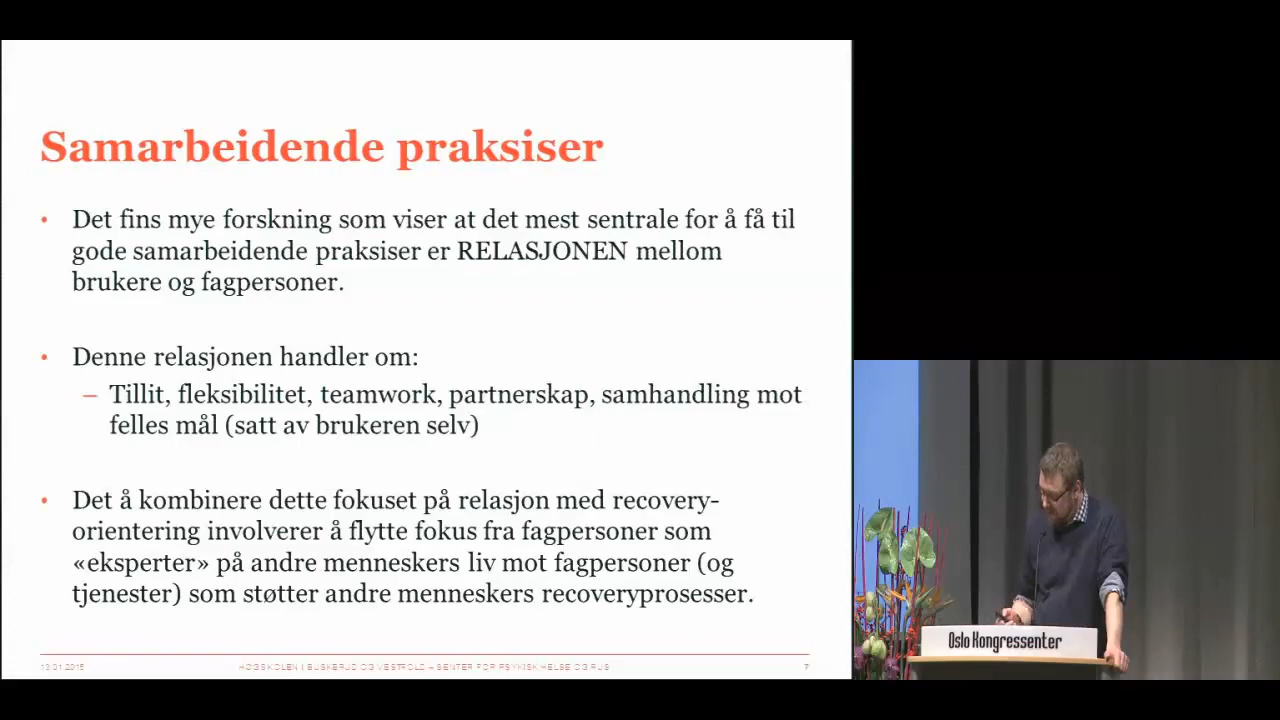 Samarbeidende praksiser
• Det fins mye forskning som viser at det mest sentrale for å få til
gode samarbeidende praksiser er RELASJONEN mellom
brukere og fagpersoner.
• Denne relasjonen handler om:
– Tillit, fleksibilitet, teamwork, partnerskap, samhandling mot
felles mål (satt av brukeren selv)
• Det å kombinere dette fokuset på relasjon med recovery-
orientering involverer å flytte fokus fra fagpersoner som
«eksperter» på andre menneskers liv mot fagpersoner (og
tjenester) som støtter andre menneskers recoveryprosesser.
13.01.2015 HØGSKOLEN I BUSKERUD OG VESTFOLD – SENTER FOR PSYKISK HELSE OG RUS 7
Oslo Kongressenter